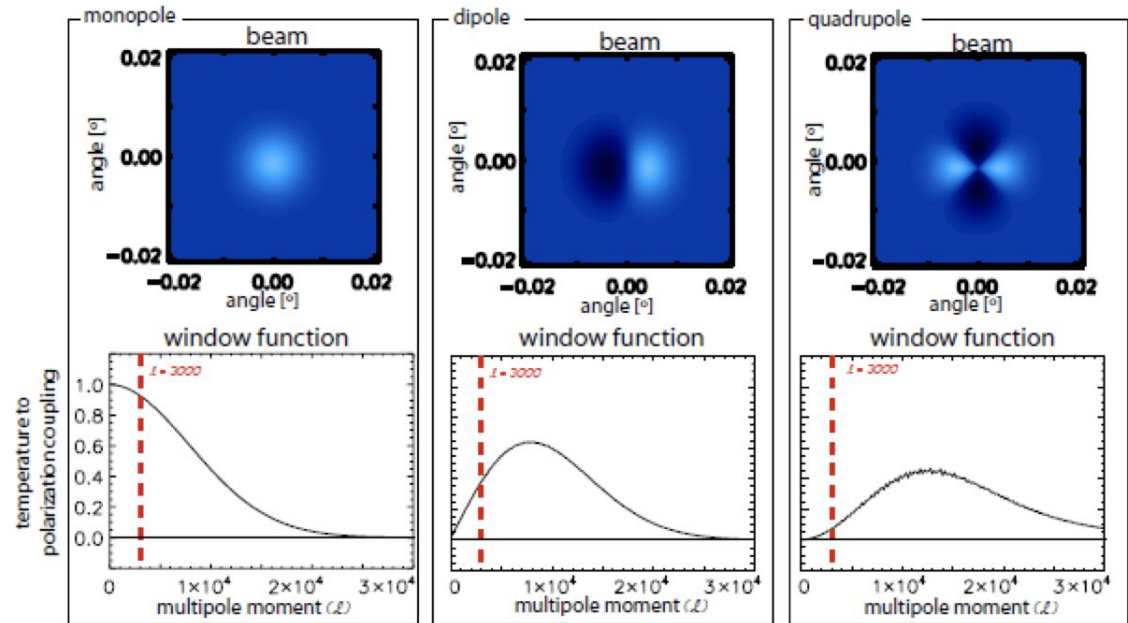 monopole
beam
0.02
0.00
−0.02
angle [º]
−0.02 0.00 0.02
angle [º]
window function
ℓ = 3000
1.0
0.8
0.6
0.4
0.2
0.0
temperature to
polarization coupling
0 1×10⁴ 2×10⁴ 3×10⁴
multipole moment (ℓ)
dipole
beam
0.02
0.00
−0.02
angle [º]
−0.02 0.00 0.02
angle [º]
window function
ℓ = 3000
0 1×10⁴ 2×10⁴ 3×10⁴
multipole moment (ℓ)
quadrupole
beam
0.02
0.00
−0.02
angle [º]
−0.02 0.00 0.02
angle [º]
window function
ℓ = 3000
0 1×10⁴ 2×10⁴ 3×10⁴
multipole moment (ℓ)